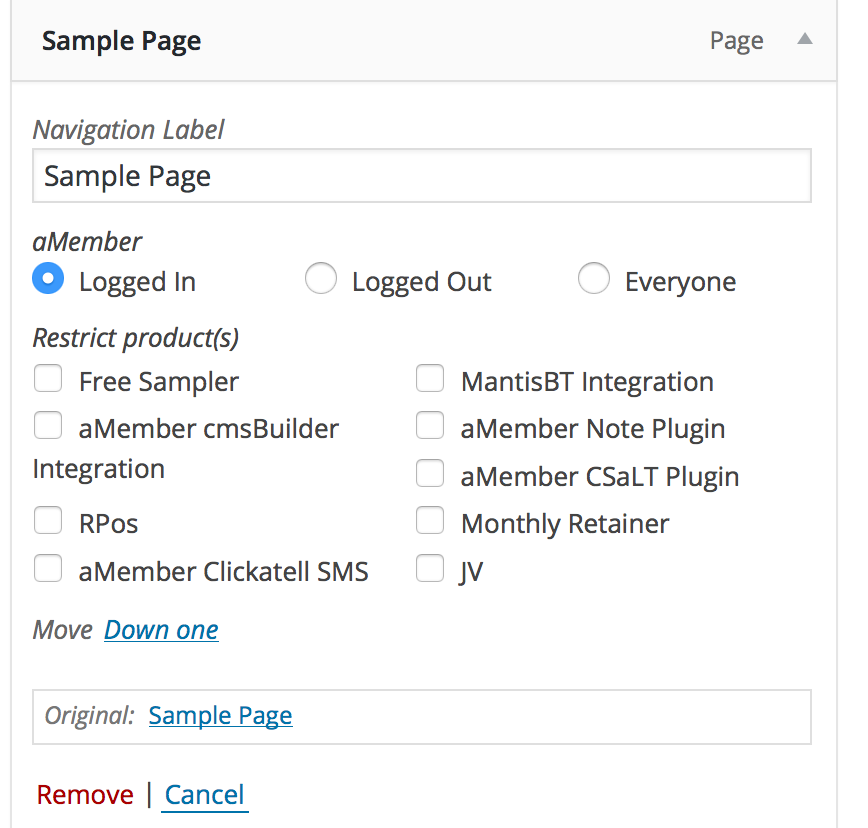 Sample Page Page
Navigation Label
Sample Page
aMember
Logged In Logged Out Everyone
Restrict product(s)
Free Sampler
aMember cmsBuilder
Integration
RPos
aMember Clickatell SMS
MantisBT Integration
aMember Note Plugin
aMember CSaLT Plugin
Monthly Retainer
JV
Move Down one
Original: Sample Page
Remove | Cancel